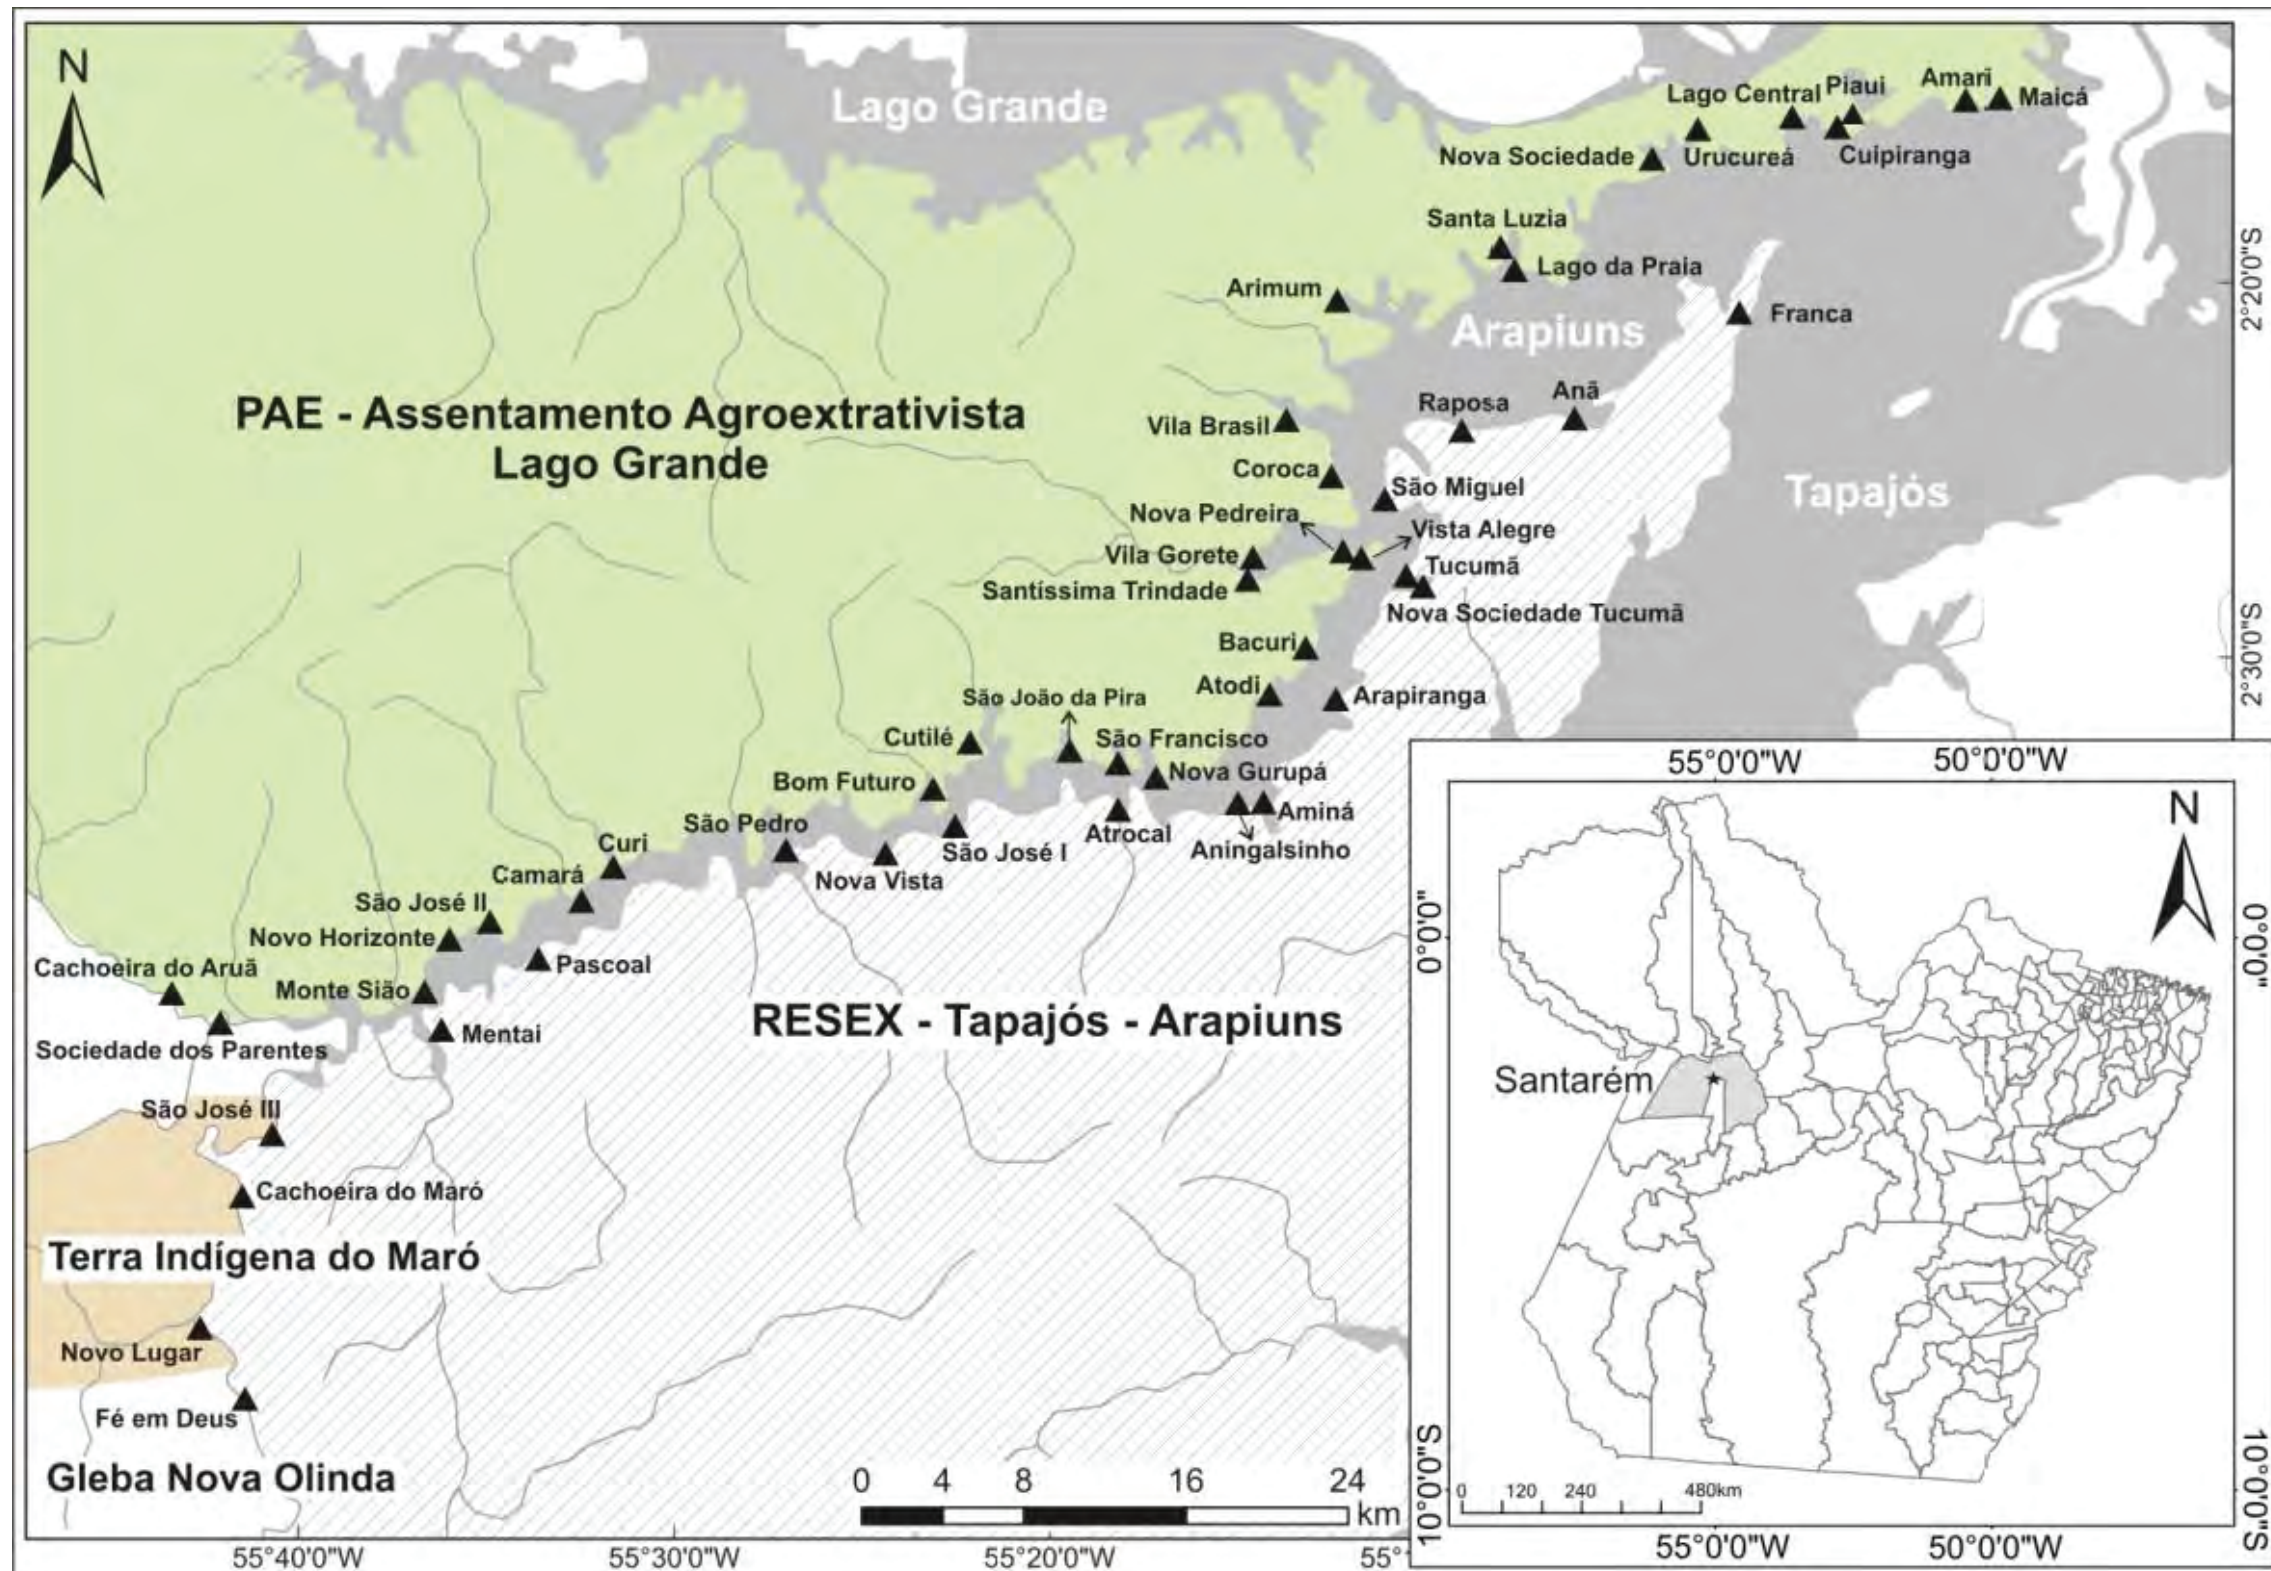 N
Lago Grande
Lago Central
Piaui
Amari
Maicá
Nova Sociedade
Urucureá
Cuipiranga
Santa Luzia
Lago da Praia
2°20'0"S
Arimum
Arapiuns
Franca
PAE - Assentamento Agroextrativista
Lago Grande
Vila Brasil
Raposa
Anã
Coroca
São Miguel
Tapajós
Nova Pedreira
Vista Alegre
Vila Gorete
Tucumã
Santíssima Trindade
Nova Sociedade Tucumã
2°30'0"S
Bacuri
Atodi
Arapiranga
São João da Pira
Cutilé
São Francisco
Nova Gurupá
Bom Futuro
Aminá
São Pedro
Atrocal
Aningalsinho
São José I
Nova Vista
Curi
Camará
São José II
Novo Horizonte
Pascoal
Cachoeira do Aruã
Monte Sião
Mentai
Sociedade dos Parentes
RESEX - Tapajós - Arapiuns
São José III
Cachoeira do Maró
Terra Indígena do Maró
Novo Lugar
Fé em Deus
Gleba Nova Olinda
0 4 8 16 24
km
55°40'0"W
55°30'0"W
55°20'0"W
55°
55°0'0"W
50°0'0"W
N
0°0'0"
0°0'0"
Santarém
10°0'0"S
10°0'0"S
0 120 240 480km
55°0'0"W
50°0'0"W